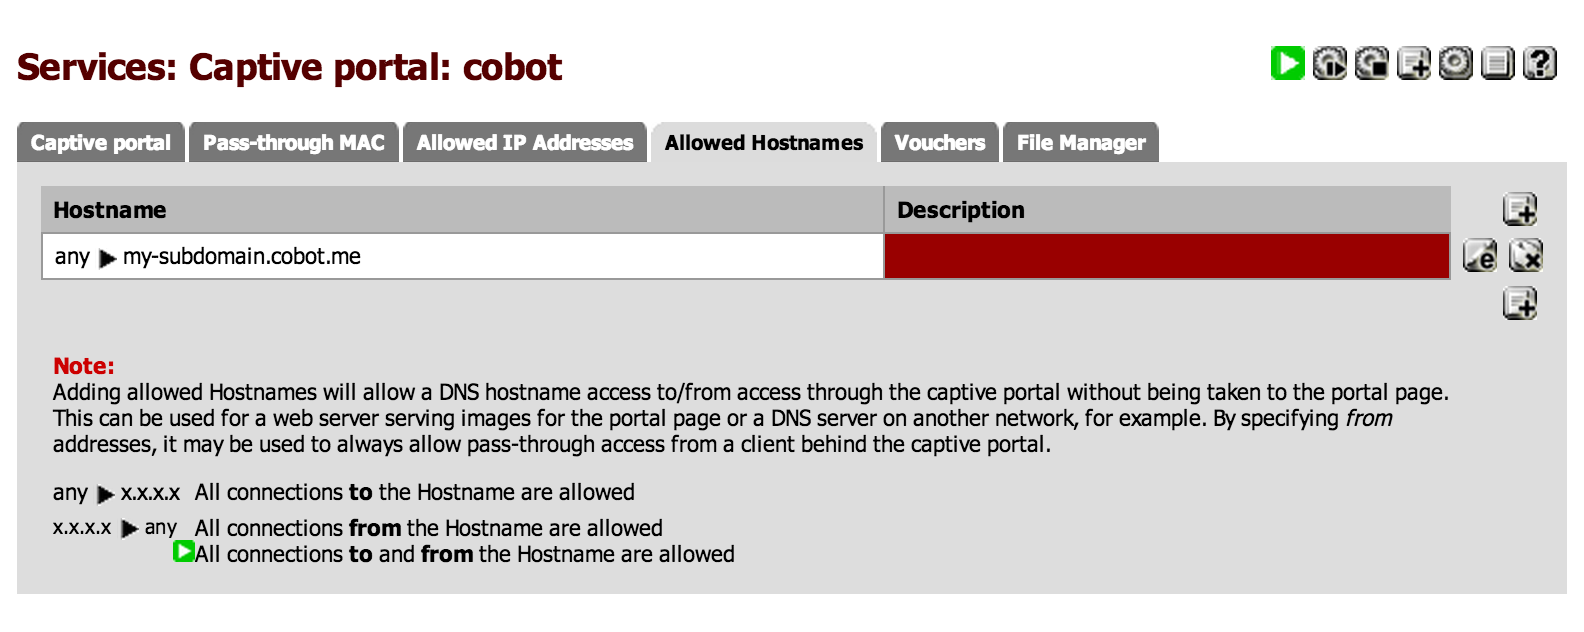 Services: Captive portal: cobot
Captive portal Pass-through MAC Allowed IP Addresses Allowed Hostnames Vouchers File Manager
Hostname Description
any my-subdomain.cobot.me
Note:
Adding allowed Hostnames will allow a DNS hostname access to/from access through the captive portal without being taken to the portal page.
This can be used for a web server serving images for the portal page or a DNS server on another network, for example. By specifying from
addresses, it may be used to always allow pass-through access from a client behind the captive portal.
any x.x.x.x All connections to the Hostname are allowed
x.x.x.x any All connections from the Hostname are allowed
All connections to and from the Hostname are allowed